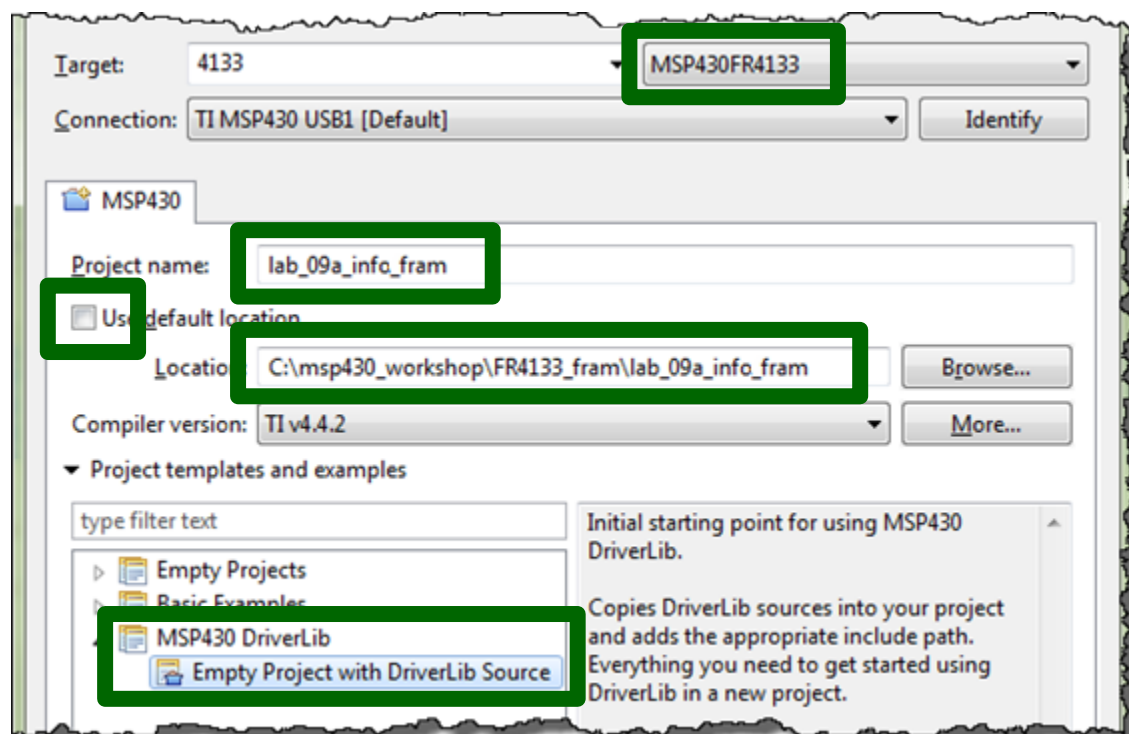 Target: 4133 MSP430FR4133
Connection: TI MSP430 USB1 [Default] Identify
MSP430
Project name: lab_09a_info_fram
Use default location
Location: C:\msp430_workshop\FR4133_fram\lab_09a_info_fram Browse...
Compiler version: TI v4.4.2 More...
Project templates and examples
type filter text
Empty Projects
Basic Examples
MSP430 DriverLib
Empty Project with DriverLib Source
Initial starting point for using MSP430
DriverLib.
Copies DriverLib sources into your project
and adds the appropriate include path.
Everything you need to get started using
DriverLib in a new project.